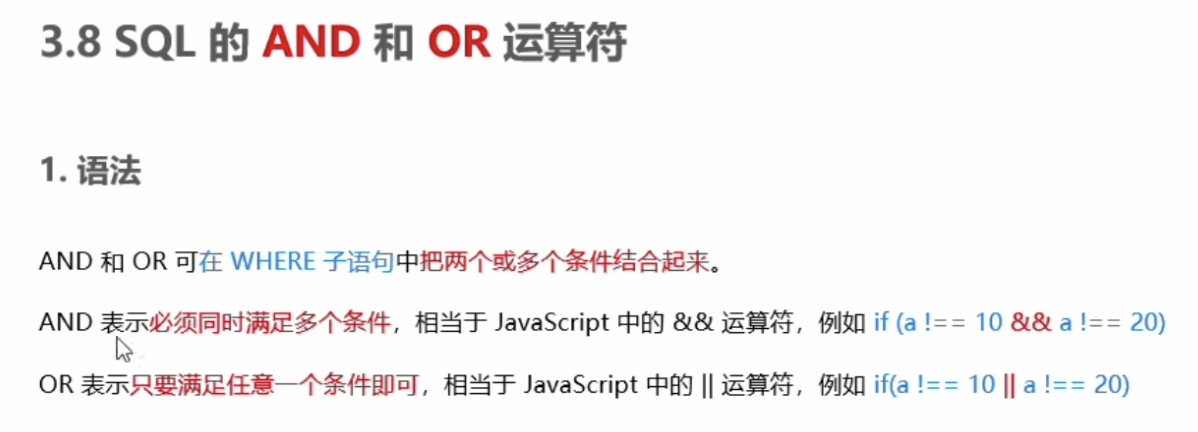 3.8 SQL 的 AND 和 OR 运算符
1. 语法
AND 和 OR 可在 WHERE 子语句中把两个或多个条件结合起来。
AND 表示必须同时满足多个条件，相当于 JavaScript 中的 && 运算符，例如 if (a !== 10 && a !== 20)
OR 表示只要满足任意一个条件即可，相当于 JavaScript 中的 || 运算符，例如 if(a !== 10 || a !== 20)